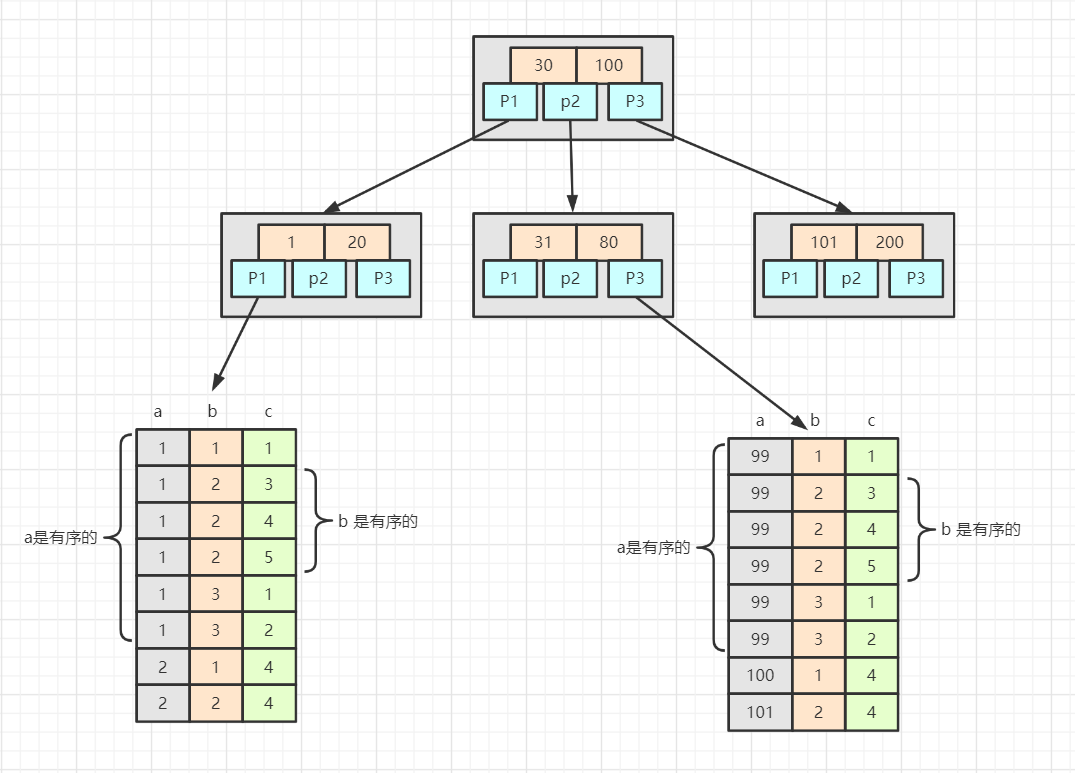 30 100
P1 p2 P3
1 20
P1 p2 P3
31 80
P1 p2 P3
101 200
P1 p2 P3
a b c
1 1 1
1 2 3
1 2 4
1 2 5
1 3 1
1 3 2
2 1 4
2 2 4
a是有序的
b 是有序的
a b c
99 1 1
99 2 3
99 2 4
99 2 5
99 3 1
99 3 2
100 1 4
101 2 4
a是有序的
b 是有序的